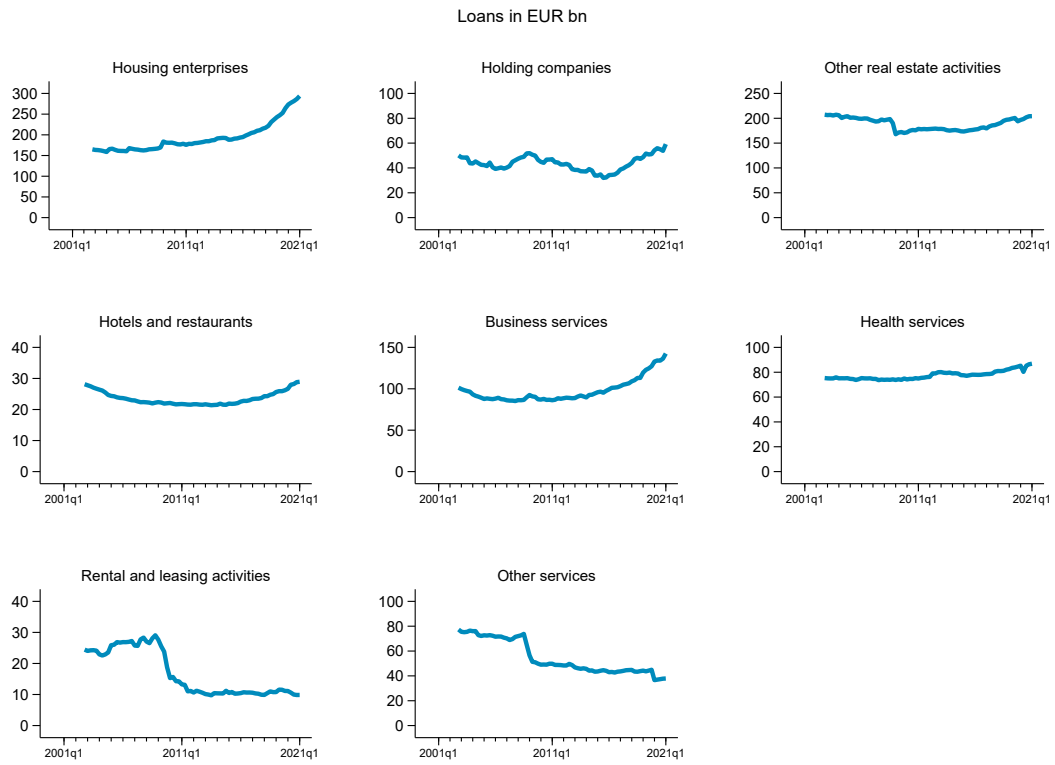 Loans in EUR bn
Housing enterprises
300
250
200
150
100
50
0
2001q1 2011q1 2021q1
Holding companies
100
80
60
40
20
0
2001q1 2011q1 2021q1
Other real estate activities
250
200
150
100
50
0
2001q1 2011q1 2021q1
Hotels and restaurants
40
30
20
10
0
2001q1 2011q1 2021q1
Business services
150
100
50
0
2001q1 2011q1 2021q1
Health services
100
80
60
40
20
0
2001q1 2011q1 2021q1
Rental and leasing activities
40
30
20
10
0
2001q1 2011q1 2021q1
Other services
100
80
60
40
20
0
2001q1 2011q1 2021q1